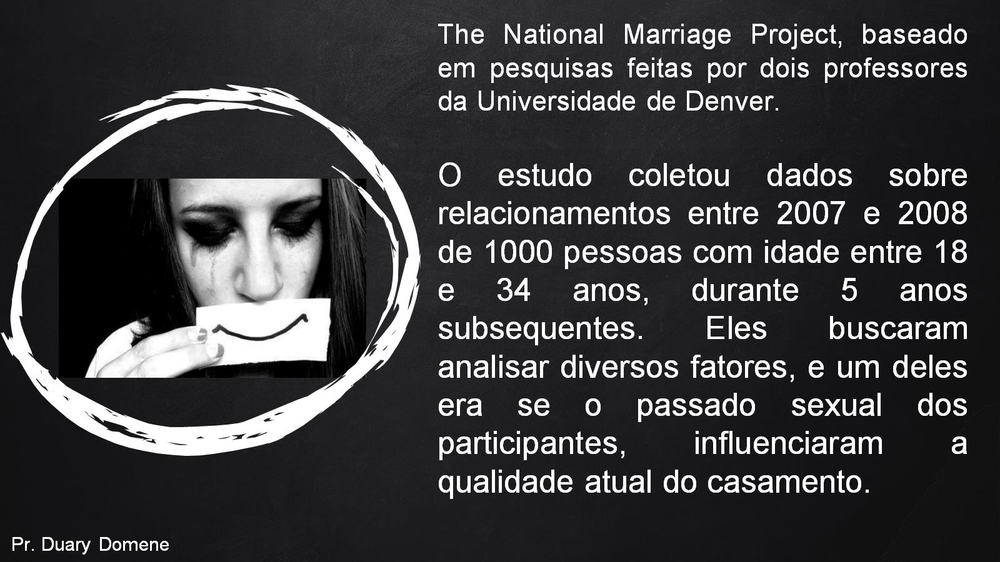 The National Marriage Project, baseado
em pesquisas feitas por dois professores
da Universidade de Denver.
O estudo coletou dados sobre
relacionamentos entre 2007 e 2008
de 1000 pessoas com idade entre 18
e 34 anos, durante 5 anos
subsequentes. Eles buscaram
analisar diversos fatores, e um deles
era se o passado sexual dos
participantes, influenciaram a
qualidade atual do casamento.
Pr. Duary Domene